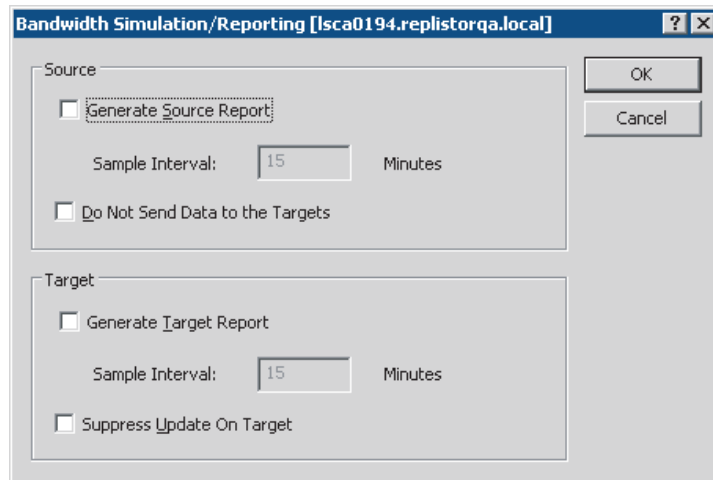 Bandwidth Simulation/Reporting [lsca0194.replistorqa.local]
? X
Source
OK
Generate Source Report
Cancel
Sample Interval: 15 Minutes
Do Not Send Data to the Targets
Target
Generate Target Report
Sample Interval: 15 Minutes
Suppress Update On Target